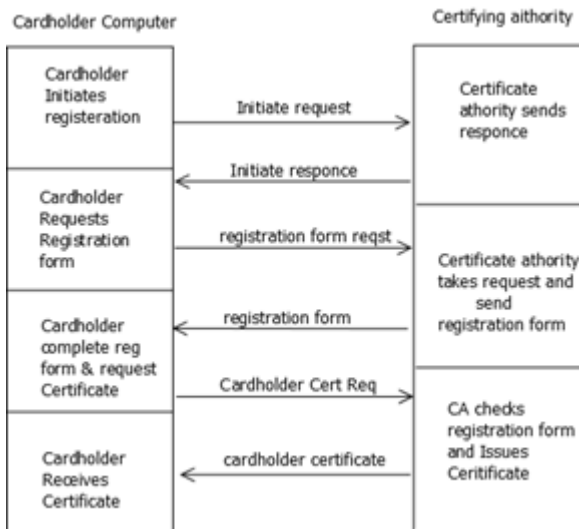 Cardholder Computer
Certifying aithority
Cardholder
Initiates
registeration
Initiate request
Certificate
athority sends
responce
Initiate responce
Cardholder
Requests
Registration
form
registration form reqst
Certificate athority
takes request and
send
registration form
registration form
Cardholder
complete reg
form & request
Certificate
Cardholder Cert Req
CA checks
registration form
and Issues
Ceritificate
cardholder certificate
Cardholder
Receives
Certificate